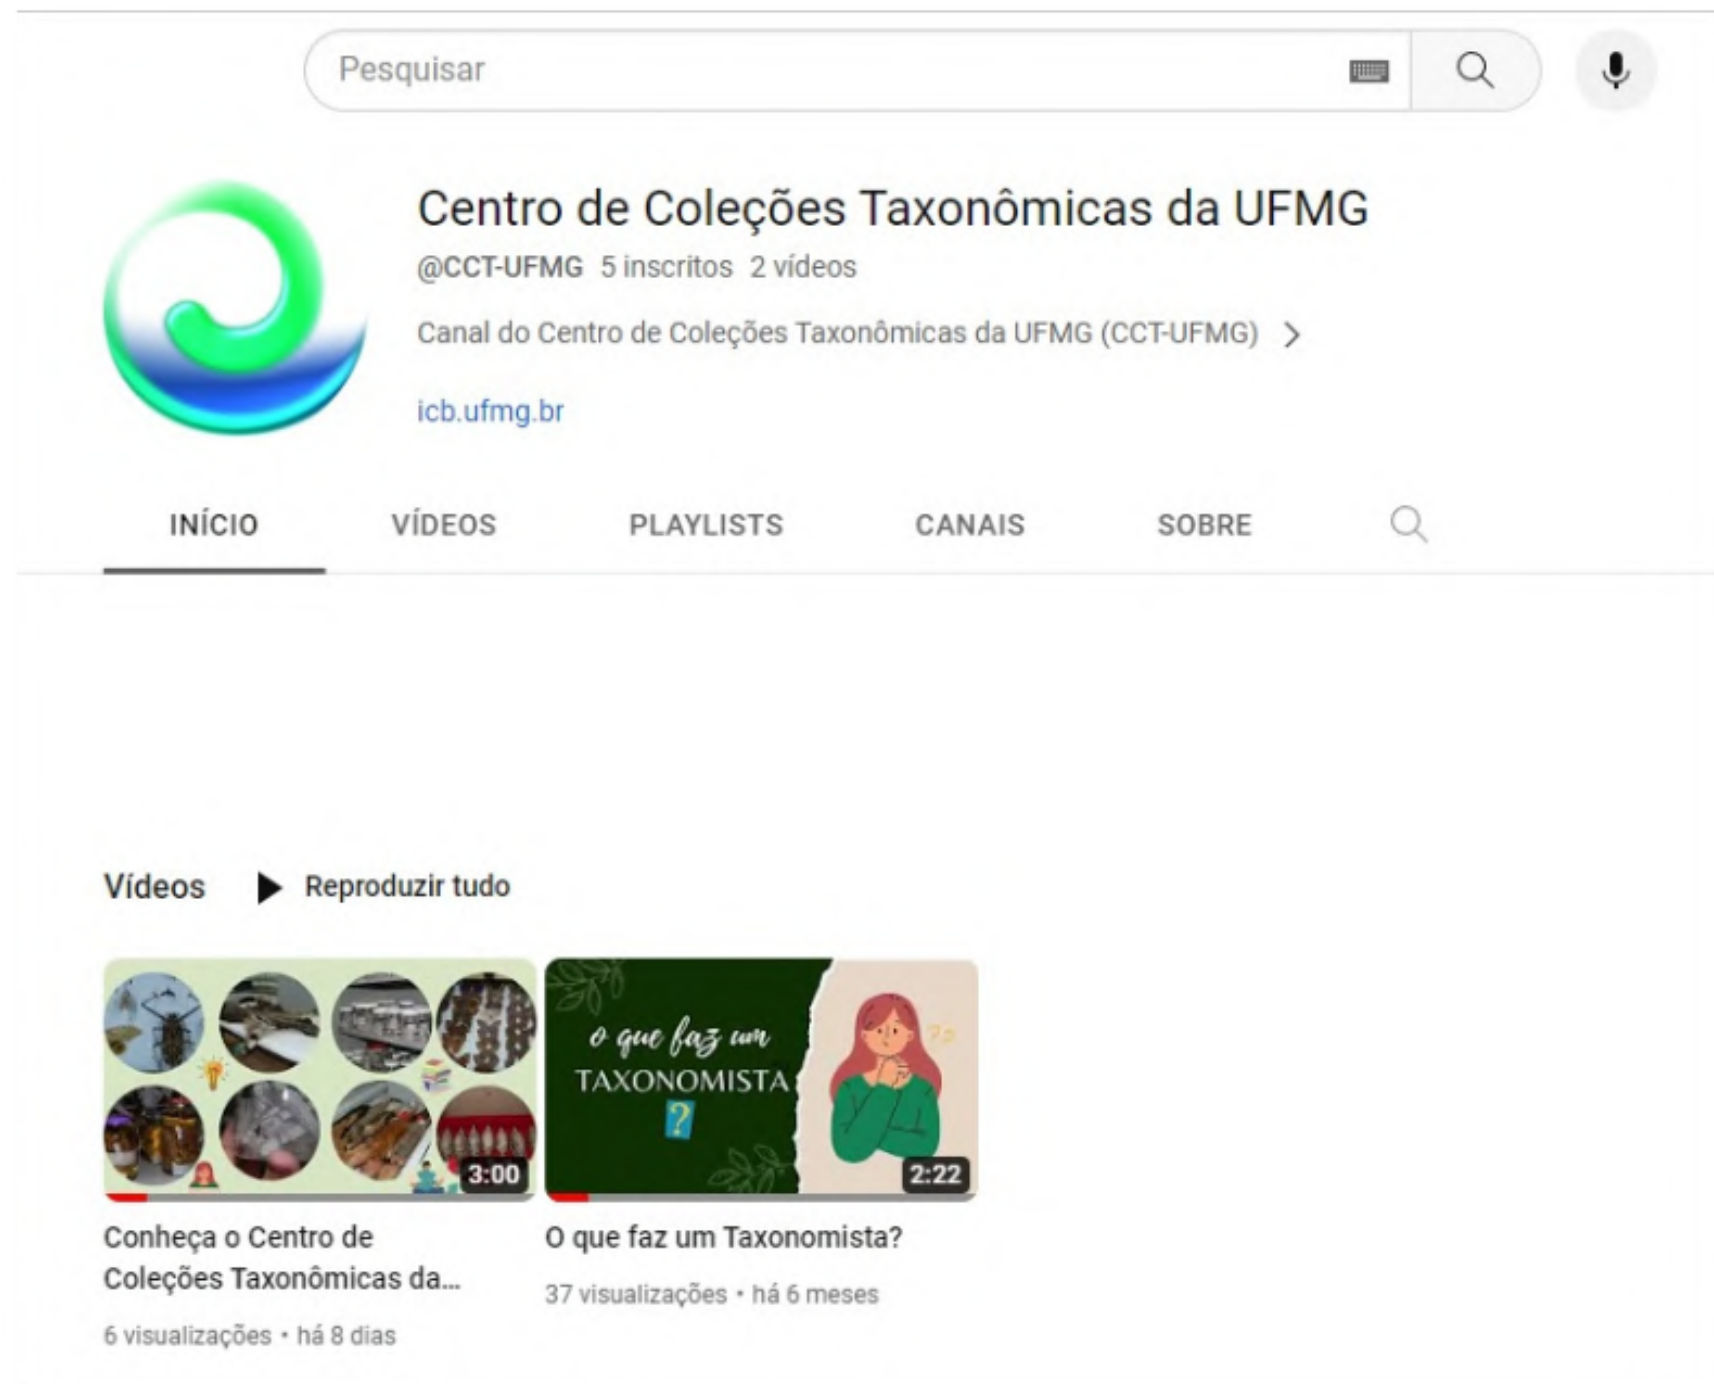 Pesquisar
Centro de Coleções Taxonômicas da UFMG
@CCT-UFMG 5 inscritos 2 vídeos
Canal do Centro de Coleções Taxonômicas da UFMG (CCT-UFMG)
icb.ufmg.br
INÍCIO VÍDEOS PLAYLISTS CANAIS SOBRE
Vídeos Reproduzir tudo
3:00
o que faz um
TAXONOMISTA
?
2:22
Conheça o Centro de
Coleções Taxonômicas da...
6 visualizações • há 8 dias
O que faz um Taxonomista?
37 visualizações • há 6 meses